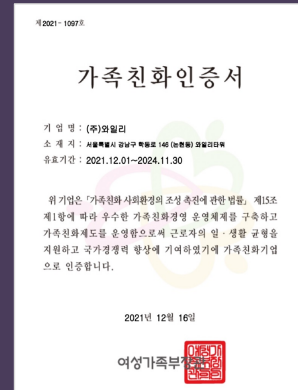 제 2021 - 1097호
가족친화인증서
기 업 명 : (주)와일리
소 재 지 : 서울특별시 강남구 학동로 146 (논현동) 와일리타워
유효기간 : 2021.12.01~2024.11.30
위 기업은 「가족친화 사회환경의 조성 촉진에 관한 법률」 제15조
제1항에 따라 우수한 가족친화경영 운영체제를 구축하고
가족친화제도를 운영함으로써 근로자의 일 · 생활 균형을
지원하고 국가경쟁력 향상에 기여하였기에 가족친화기업
으로 인증합니다.
2021년 12월 16일
여성가족부장관